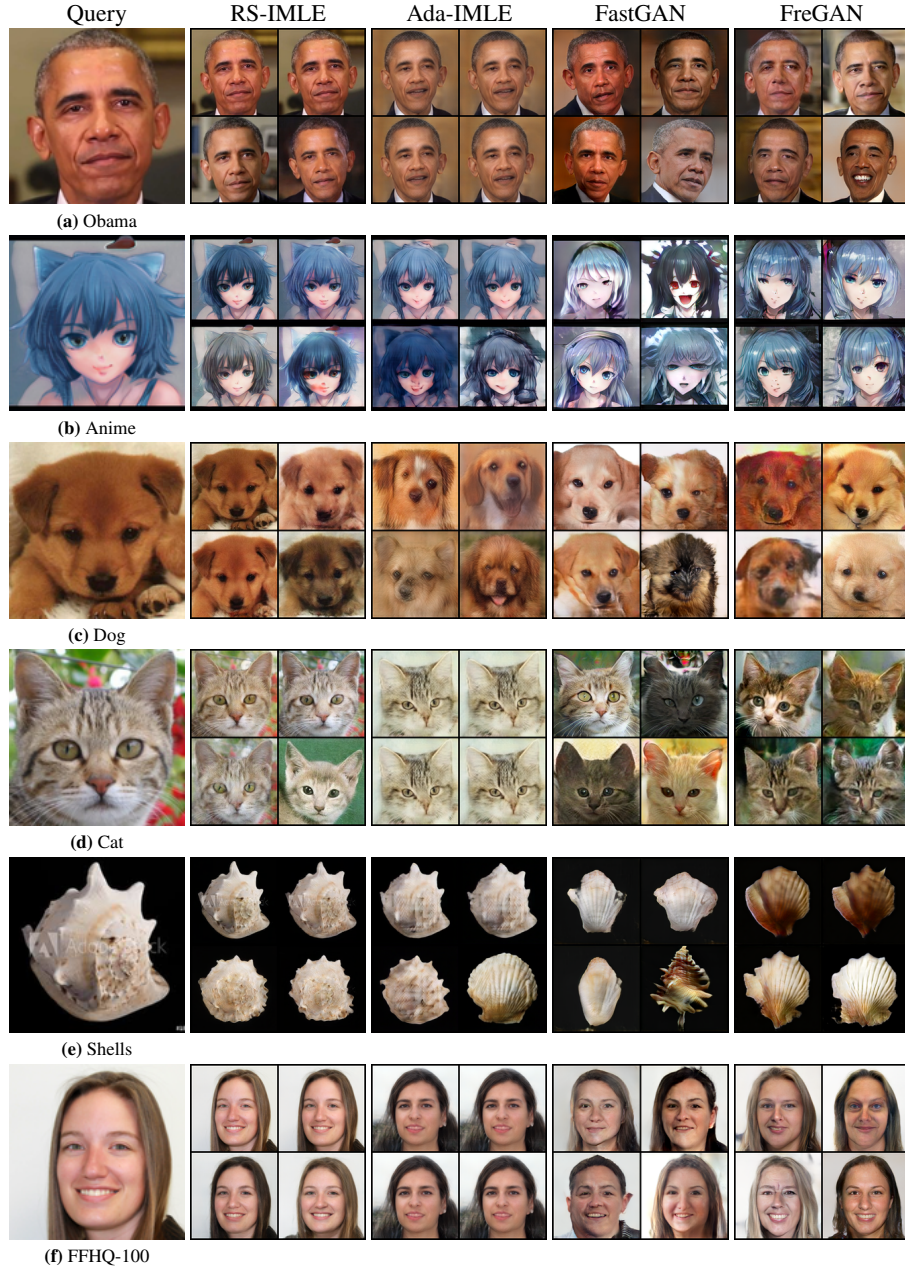 Query RS-IMLE Ada-IMLE FastGAN FreGAN
(a) Obama
(b) Anime
(c) Dog
(d) Cat
(e) Shells
(f) FFHQ-100